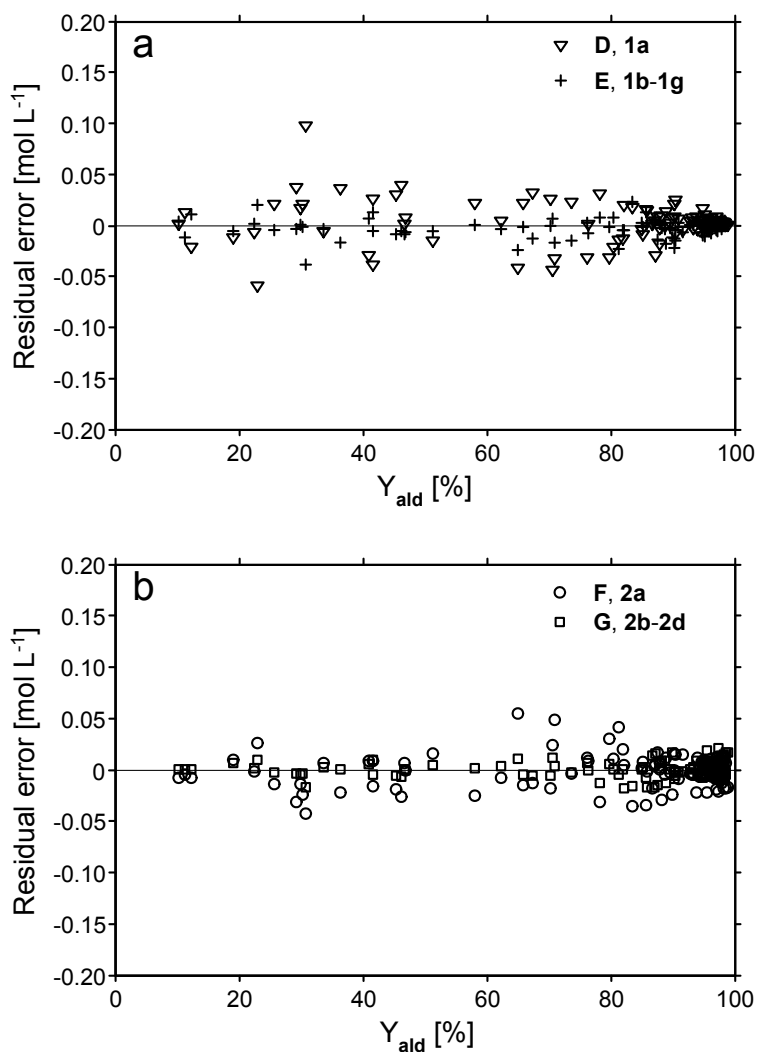 a
▽ D, 1a
+ E, 1b-1g
Residual error [mol L⁻¹]
0.20
0.15
0.10
0.05
0
-0.05
-0.10
-0.15
-0.20
0 20 40 60 80 100
Y_ald [%]
b
○ F, 2a
□ G, 2b-2d
Residual error [mol L⁻¹]
0.20
0.15
0.10
0.05
0
-0.05
-0.10
-0.15
-0.20
0 20 40 60 80 100
Y_ald [%]